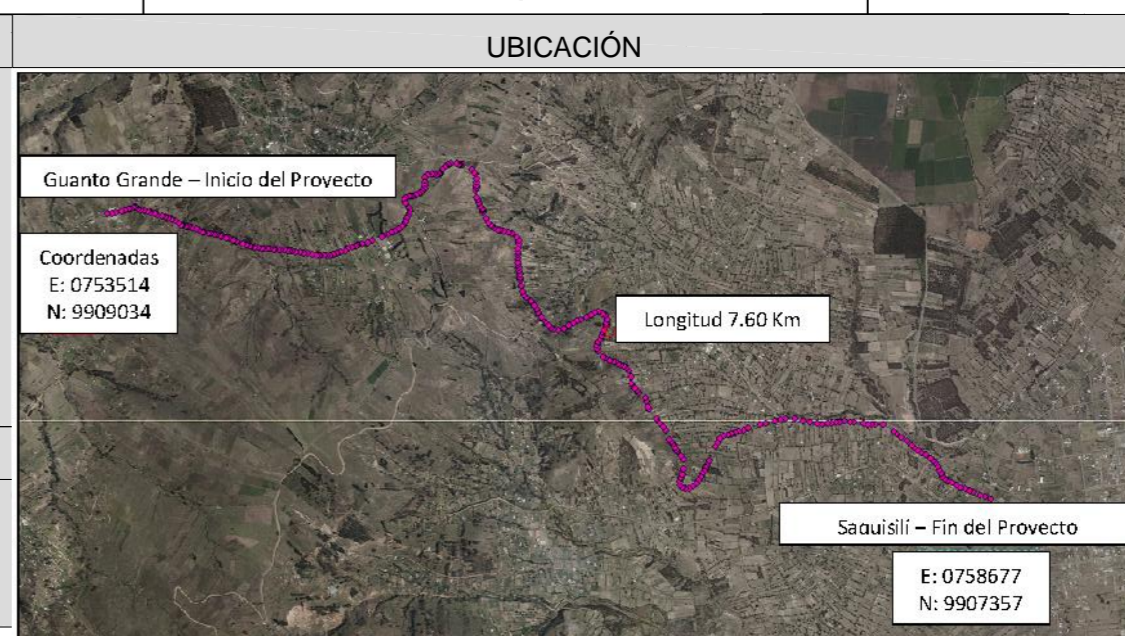 UBICACIÓN
Guanto Grande – Inicio del Proyecto
Coordenadas
E: 0753514
N: 9909034
Longitud 7.60 Km
Saquisilí – Fin del Proyecto
E: 0758677
N: 9907357